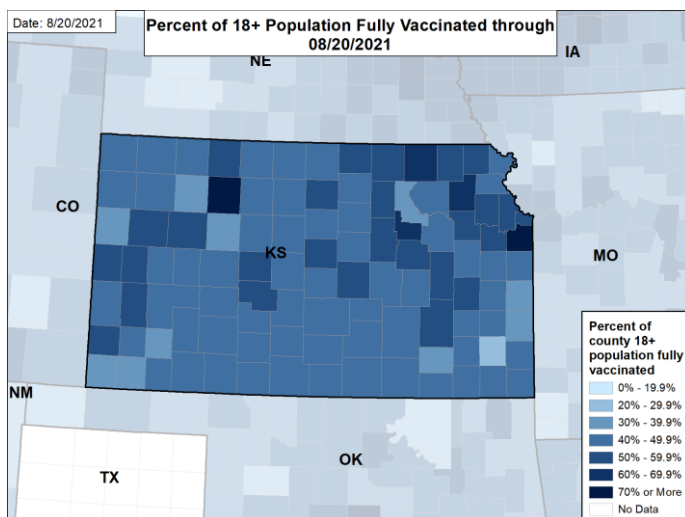 Date: 8/20/2021
Percent of 18+ Population Fully Vaccinated through
08/20/2021
NE
IA
CO
KS
MO
NM
TX
OK
Percent of
county 18+
population fully
vaccinated
0% - 19.9%
20% - 29.9%
30% - 39.9%
40% - 49.9%
50% - 59.9%
60% - 69.9%
70% or More
No Data